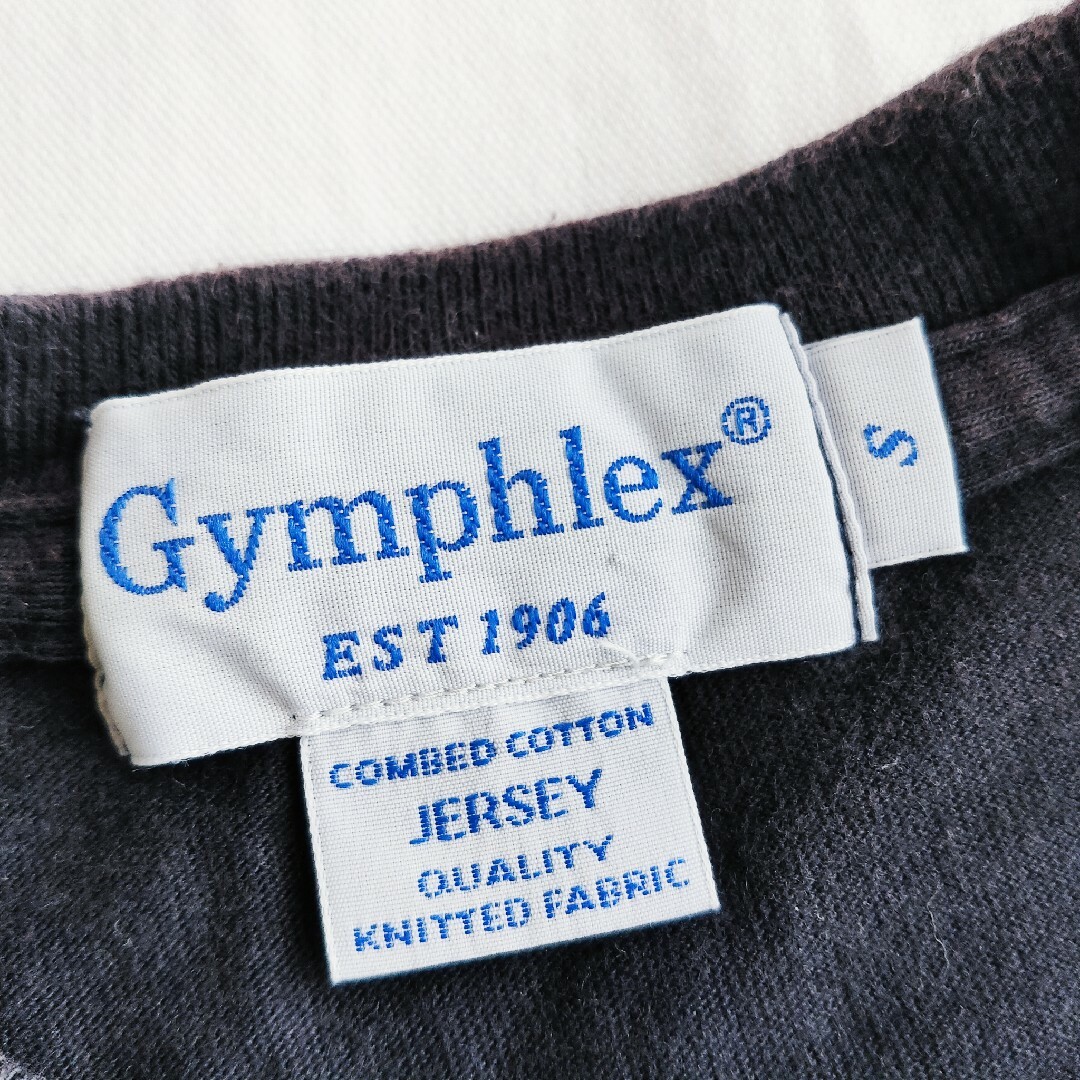 Gymphlex®
EST 1906
S
COMBED COTTON
JERSEY
QUALITY
KNITTED FABRIC